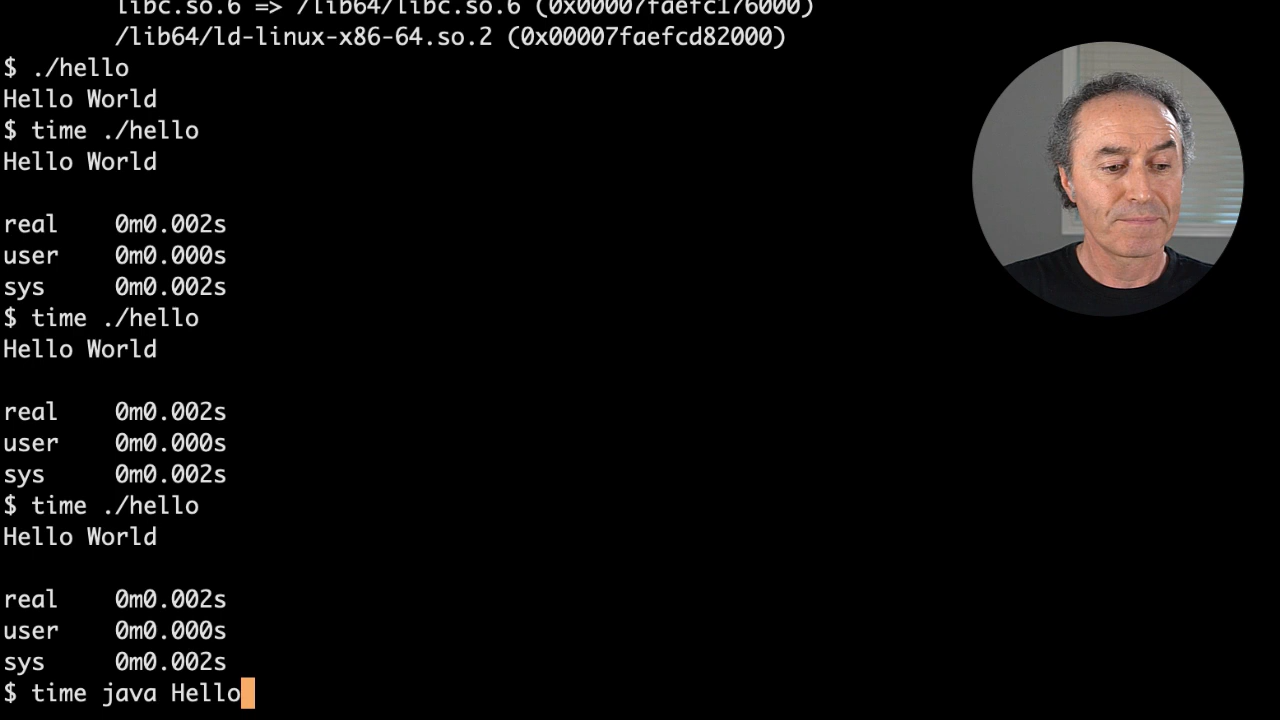 libc.so.6 => /lib64/libc.so.6 (0x00007faefc176000)
/lib64/ld-linux-x86-64.so.2 (0x00007faefcd82000)
$ ./hello
Hello World
$ time ./hello
Hello World
real 0m0.002s
user 0m0.000s
sys 0m0.002s
$ time ./hello
Hello World
real 0m0.002s
user 0m0.000s
sys 0m0.002s
$ time ./hello
Hello World
real 0m0.002s
user 0m0.000s
sys 0m0.002s
$ time java Hello